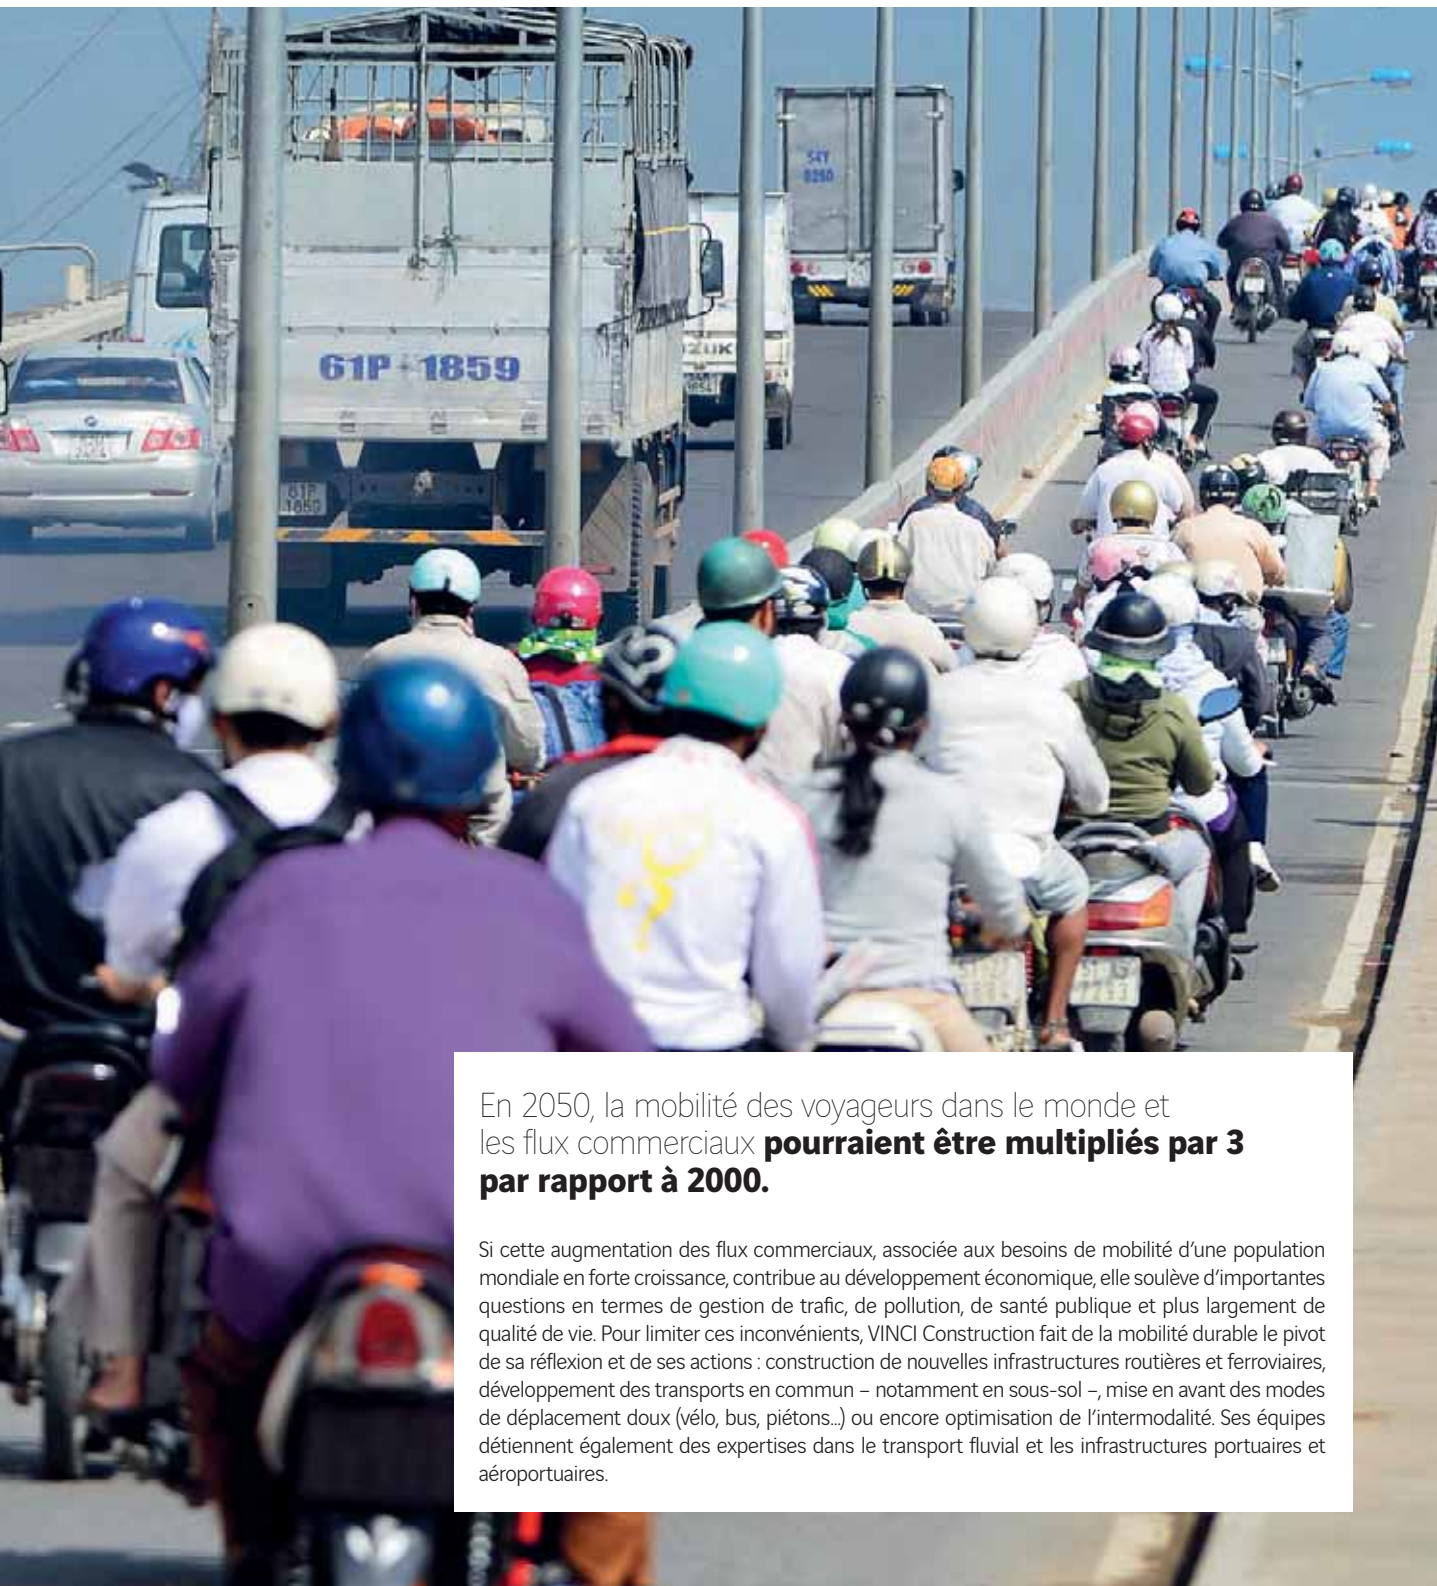 54Y
0250
61P 1859
61P
1859
En 2050, la mobilité des voyageurs dans le monde et
les flux commerciaux pourraient être multipliés par 3
par rapport à 2000.
Si cette augmentation des flux commerciaux, associée aux besoins de mobilité d’une population
mondiale en forte croissance, contribue au développement économique, elle soulève d’importantes
questions en termes de gestion de trafic, de pollution, de santé publique et plus largement de
qualité de vie. Pour limiter ces inconvénients, VINCI Construction fait de la mobilité durable le pivot
de sa réflexion et de ses actions : construction de nouvelles infrastructures routières et ferroviaires,
développement des transports en commun – notamment en sous-sol –, mise en avant des modes
de déplacement doux (vélo, bus, piétons...) ou encore optimisation de l’intermodalité. Ses équipes
détiennent également des expertises dans le transport fluvial et les infrastructures portuaires et
aéroportuaires.